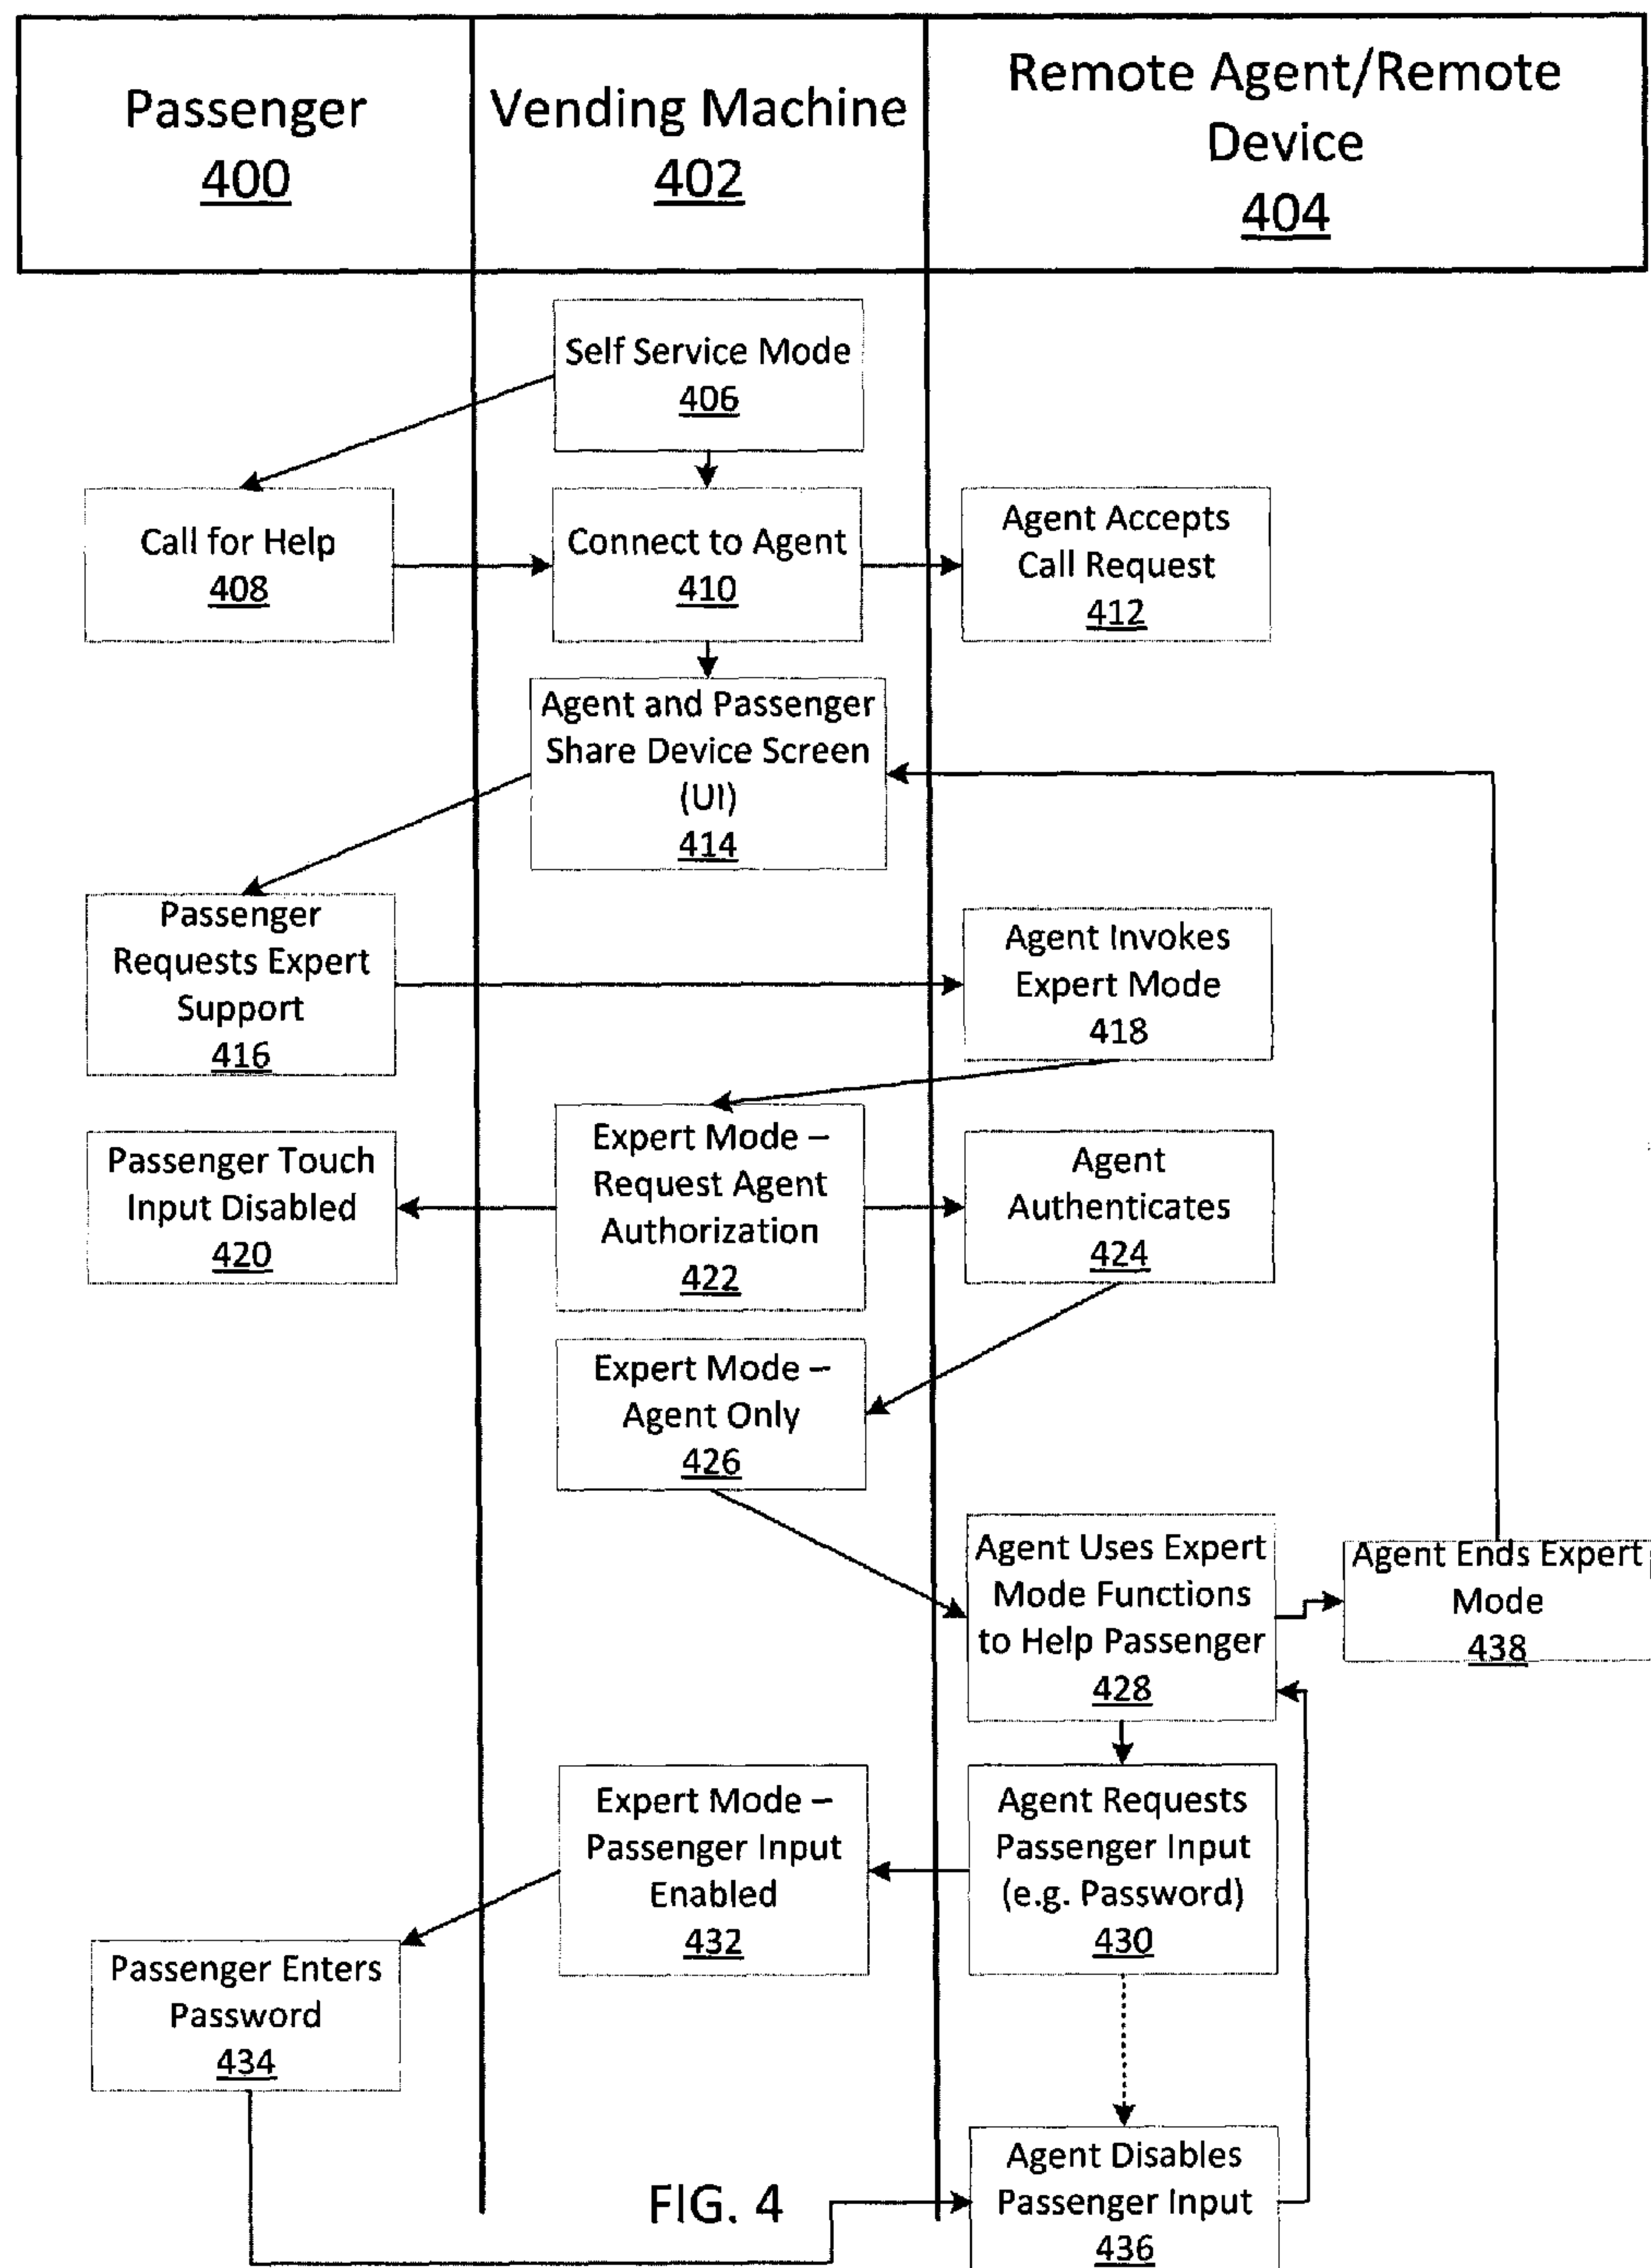 Passenger
400
Vending Machine
402
Remote Agent/Remote
Device
404
Self Service Mode
406
Call for Help
408
Connect to Agent
410
Agent Accepts
Call Request
412
Agent and Passenger
Share Device Screen
(UI)
414
Passenger
Requests Expert
Support
416
Agent Invokes
Expert Mode
418
Passenger Touch
Input Disabled
420
Expert Mode –
Request Agent
Authorization
422
Agent
Authenticates
424
Expert Mode –
Agent Only
426
Agent Uses Expert
Mode Functions
to Help Passenger
428
Agent Ends Expert
Mode
438
Expert Mode –
Passenger Input
Enabled
432
Agent Requests
Passenger Input
(e.g. Password)
430
Passenger Enters
Password
434
Agent Disables
Passenger Input
436
FIG. 4